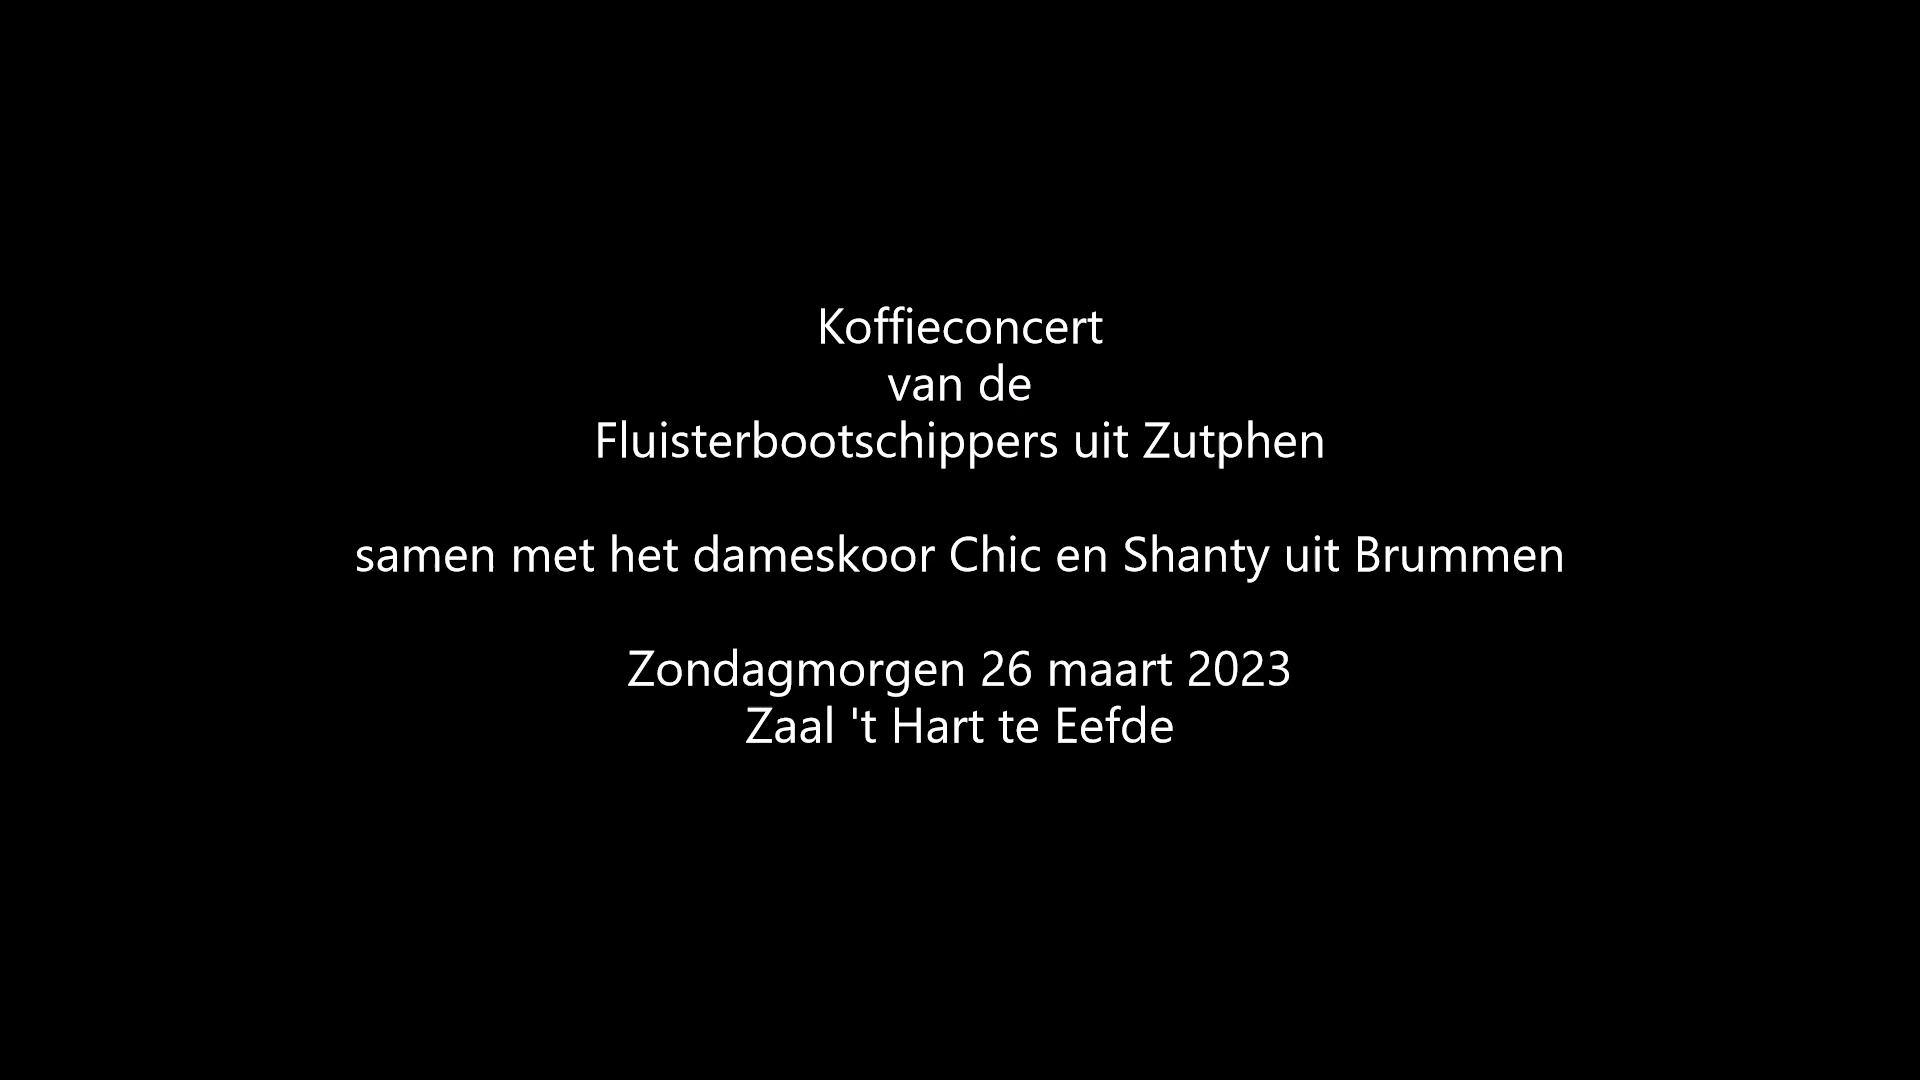 Koffieconcert
van de
Fluisterbootschippers uit Zutphen
samen met het dameskoor Chic en Shanty uit Brummen
Zondagmorgen 26 maart 2023
Zaal 't Hart te Eefde